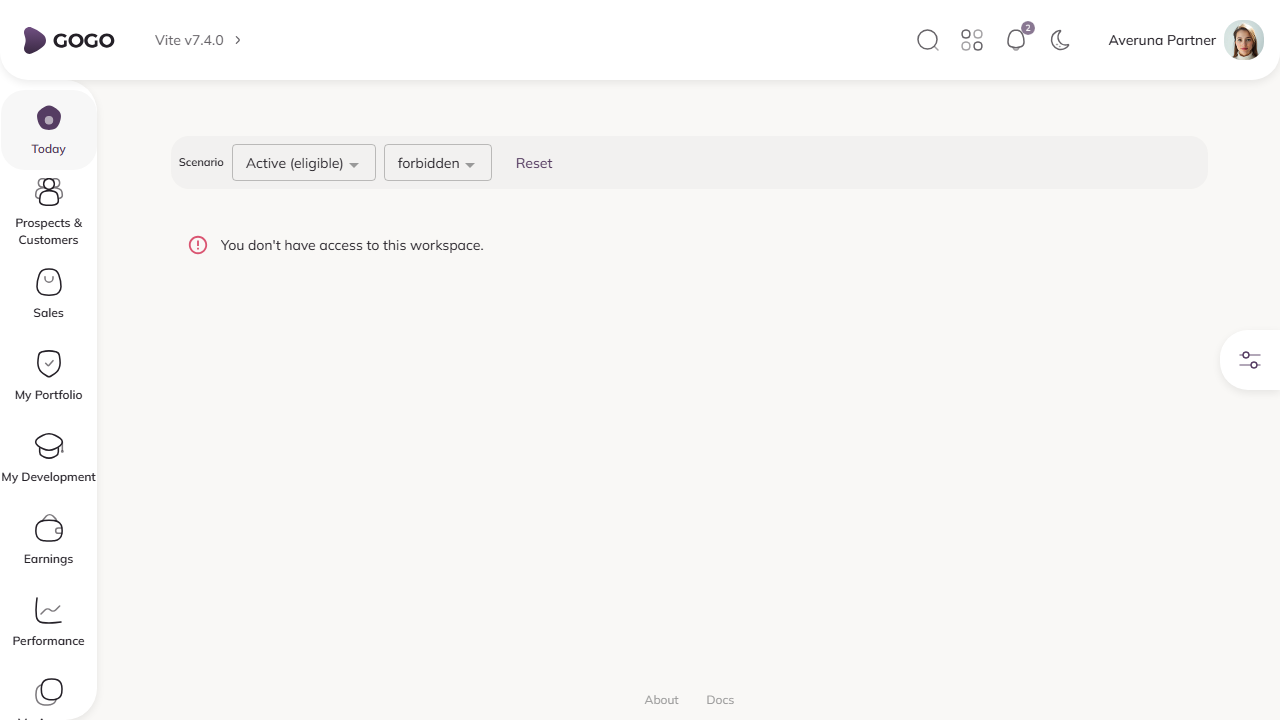 GOGO
Vite v7.4.0
2
Averuna Partner
Today
Prospects &
Customers
Sales
My Portfolio
My Development
Earnings
Performance
Scenario
Active (eligible)
forbidden
Reset
You don't have access to this workspace.
About
Docs